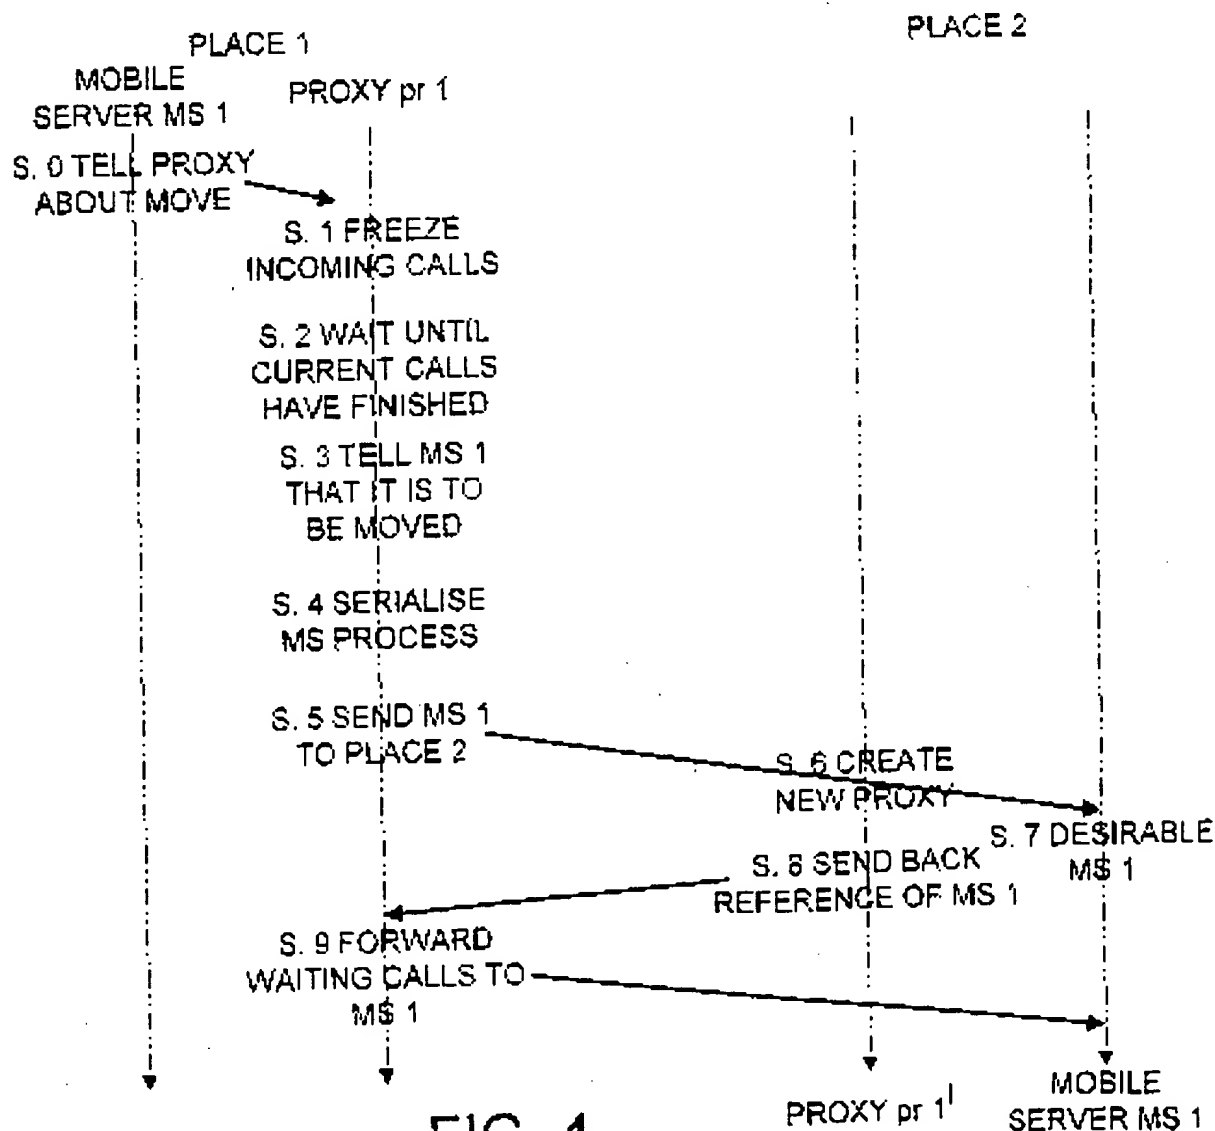 PLACE 1
PLACE 2
MOBILE
SERVER MS 1
PROXY pr 1
S. 0 TELL PROXY
ABOUT MOVE
S. 1 FREEZE
INCOMING CALLS
S. 2 WAIT UNTIL
CURRENT CALLS
HAVE FINISHED
S. 3 TELL MS 1
THAT IT IS TO
BE MOVED
S. 4 SERIALISE
MS PROCESS
S. 5 SEND MS 1
TO PLACE 2
S. 6 CREATE
NEW PROXY
S. 7 DESIRABLE
MS 1
S. 8 SEND BACK
REFERENCE OF MS 1
S. 9 FORWARD
WAITING CALLS TO
MS 1
PROXY pr 1'
MOBILE
SERVER MS 1